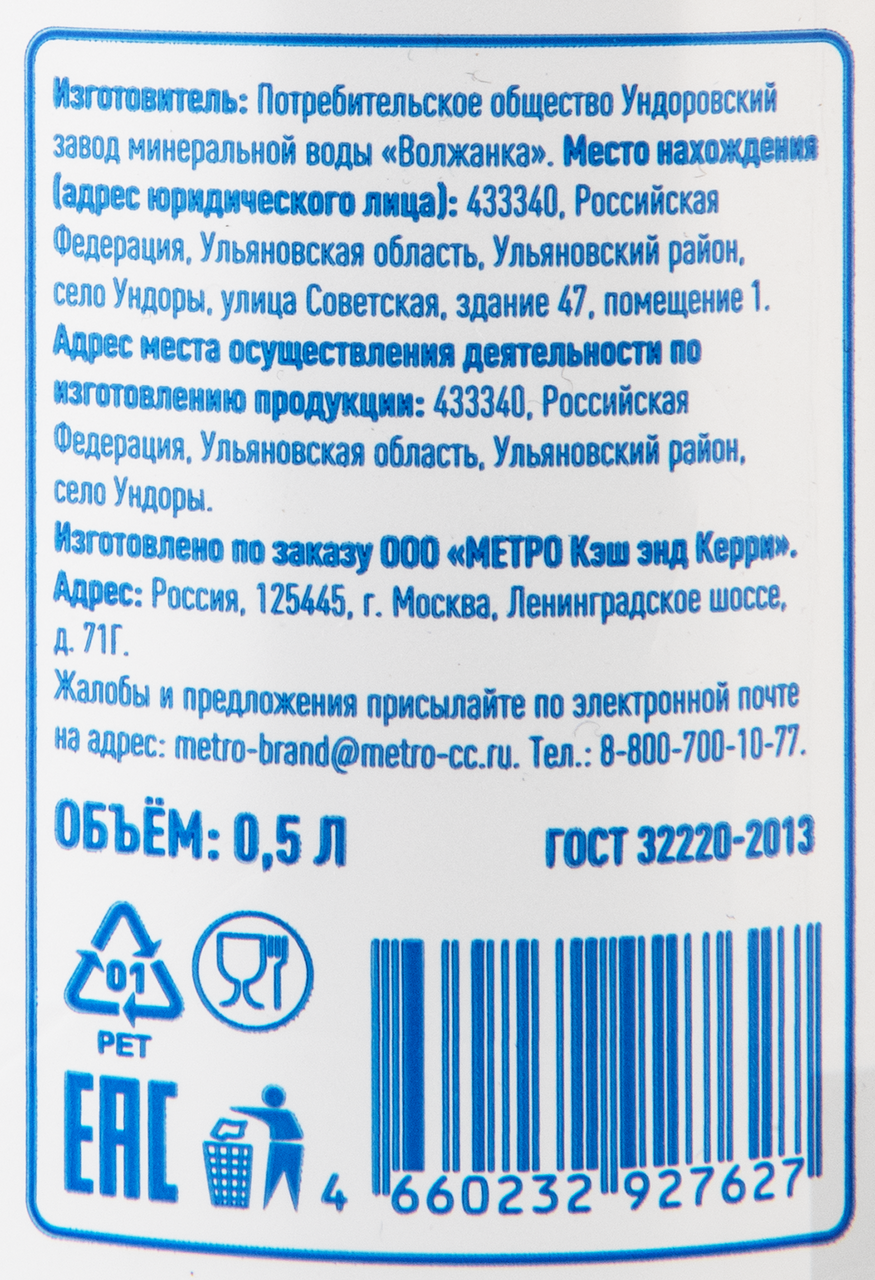 Изготовитель: Потребительское общество Ундоровский
завод минеральной воды «Волжанка». Место нахождения
(адрес юридического лица): 433340, Российская
Федерация, Ульяновская область, Ульяновский район,
село Ундоры, улица Советская, здание 47, помещение 1.
Адрес места осуществления деятельности по
изготовлению продукции: 433340, Российская
Федерация, Ульяновская область, Ульяновский район,
село Ундоры.
Изготовлено по заказу ООО «МЕТРО Кэш энд Керри».
Адрес: Россия, 125445, г. Москва, Ленинградское шоссе,
д. 71Г.
Жалобы и предложения присылайте по электронной почте
на адрес: metro-brand@metro-cc.ru. Тел.: 8-800-700-10-77.
ОБЪЁМ: 0,5 Л ГОСТ 32220-2013
01
PET
EAC
4 660232 927627